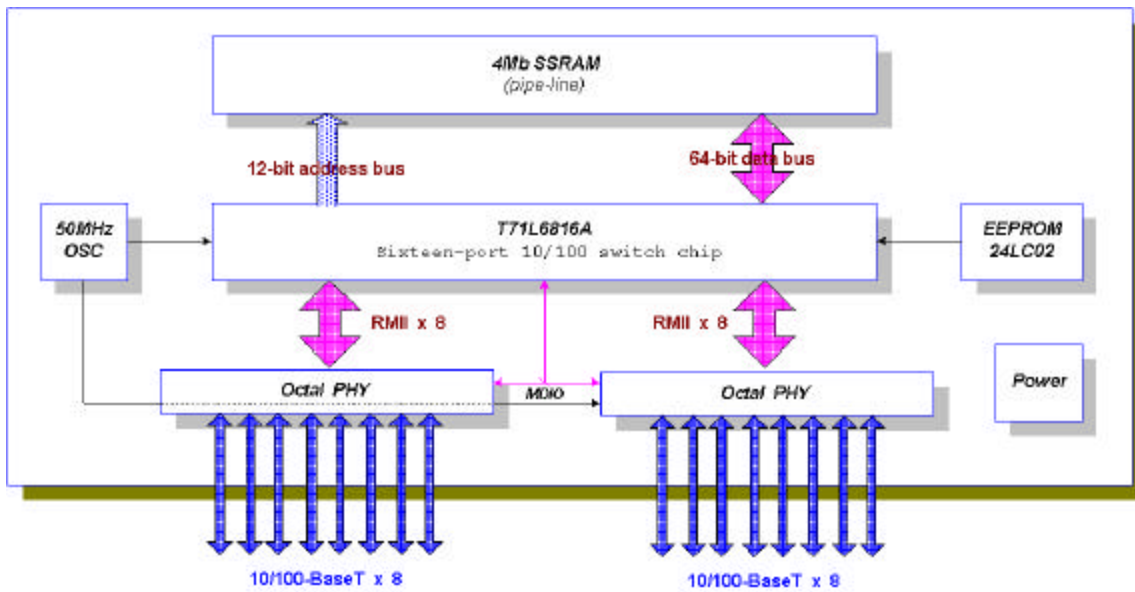 4Mb SSRAM
(pipe-line)
12-bit address bus
64-bit data bus
50MHz
OSC
T71L6816A
Sixteen-port 10/100 switch chip
EEPROM
24LC02
RMII x 8
RMII x 8
Octal PHY
MDIO
Octal PHY
Power
10/100-BaseT x 8
10/100-BaseT x 8